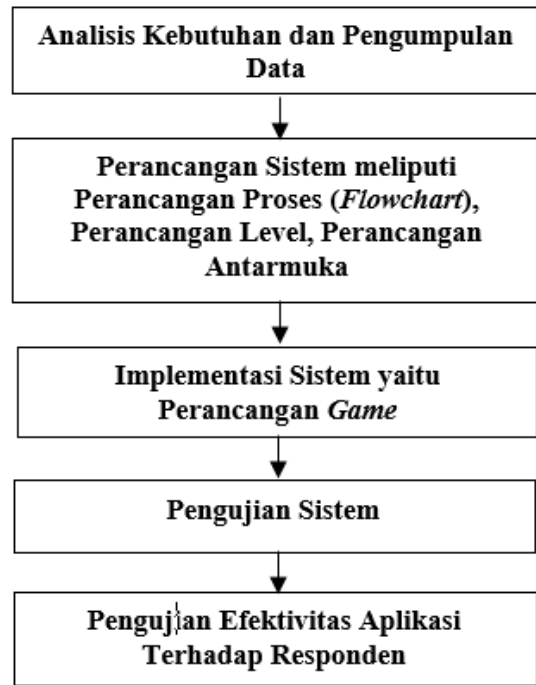 Analisis Kebutuhan dan Pengumpulan
Data
Perancangan Sistem meliputi
Perancangan Proses (Flowchart),
Perancangan Level, Perancangan
Antarmuka
Implementasi Sistem yaitu
Perancangan Game
Pengujian Sistem
Pengujian Efektivitas Aplikasi
Terhadap Responden